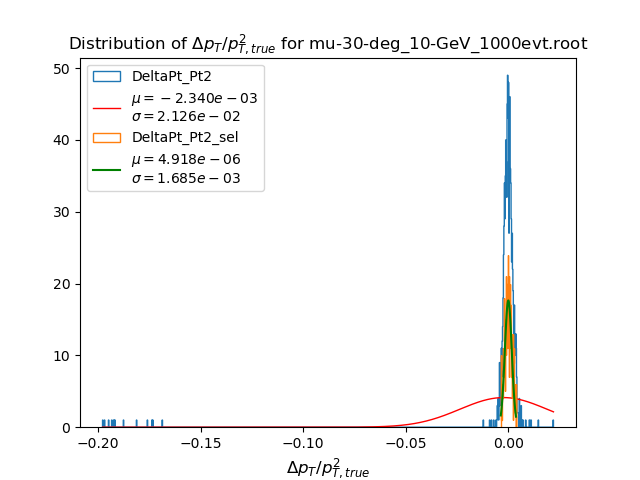 Distribution of Δp_T/p²_{T,true} for mu-30-deg_10-GeV_1000evt.root
DeltaPt_Pt2
μ = −2.340e − 03
σ = 2.126e − 02
DeltaPt_Pt2_sel
μ = 4.918e − 06
σ = 1.685e − 03
50
40
30
20
10
0
−0.20 −0.15 −0.10 −0.05 0.00
Δp_T/p²_{T,true}